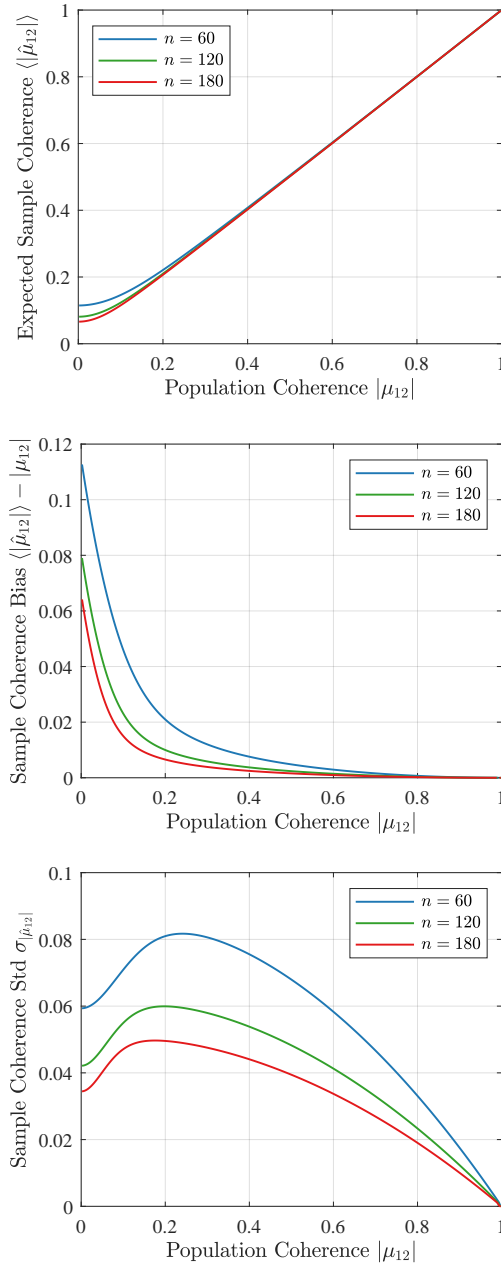 n = 60
n = 120
n = 180
Expected Sample Coherence ⟨|μ̂₁₂|⟩
1
0.8
0.6
0.4
0.2
0
0 0.2 0.4 0.6 0.8 1
Population Coherence |μ₁₂|
n = 60
n = 120
n = 180
Sample Coherence Bias ⟨|μ̂₁₂|⟩ − |μ₁₂|
0.12
0.1
0.08
0.06
0.04
0.02
0
0 0.2 0.4 0.6 0.8 1
Population Coherence |μ₁₂|
n = 60
n = 120
n = 180
Sample Coherence Std σ|μ̂₁₂|
0.1
0.08
0.06
0.04
0.02
0
0 0.2 0.4 0.6 0.8 1
Population Coherence |μ₁₂|